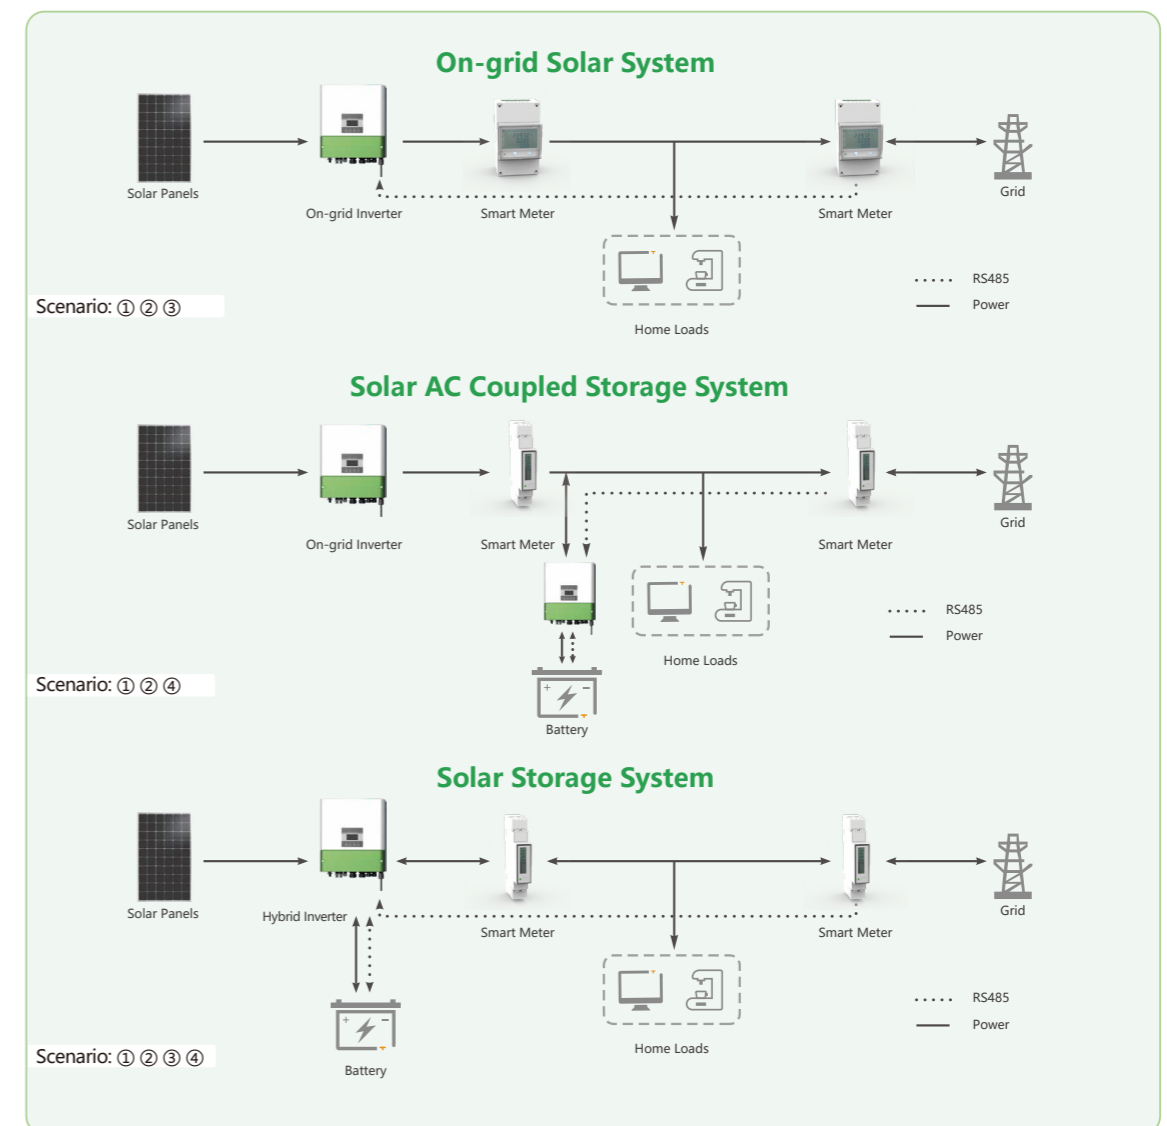 On-grid Solar System
Solar Panels
On-grid Inverter
Smart Meter
Smart Meter
Grid
Home Loads
RS485
Power
Scenario: ① ② ③
Solar AC Coupled Storage System
Solar Panels
On-grid Inverter
Smart Meter
Smart Meter
Grid
Home Loads
RS485
Power
Battery
Scenario: ① ② ④
Solar Storage System
Solar Panels
Hybrid Inverter
Smart Meter
Smart Meter
Grid
Home Loads
RS485
Power
Battery
Scenario: ① ② ③ ④